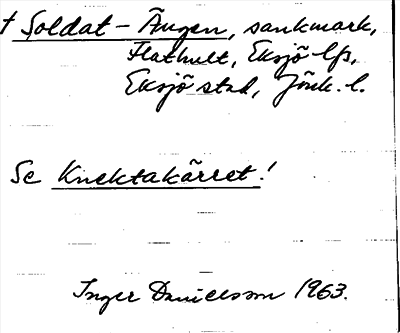 † Soldat-Ängen, sankmark,
Flathult, Eksjö lfs,
Eksjö stad, Jönk. l.
Se Knektakärret!
Inger Danielsson 1963.